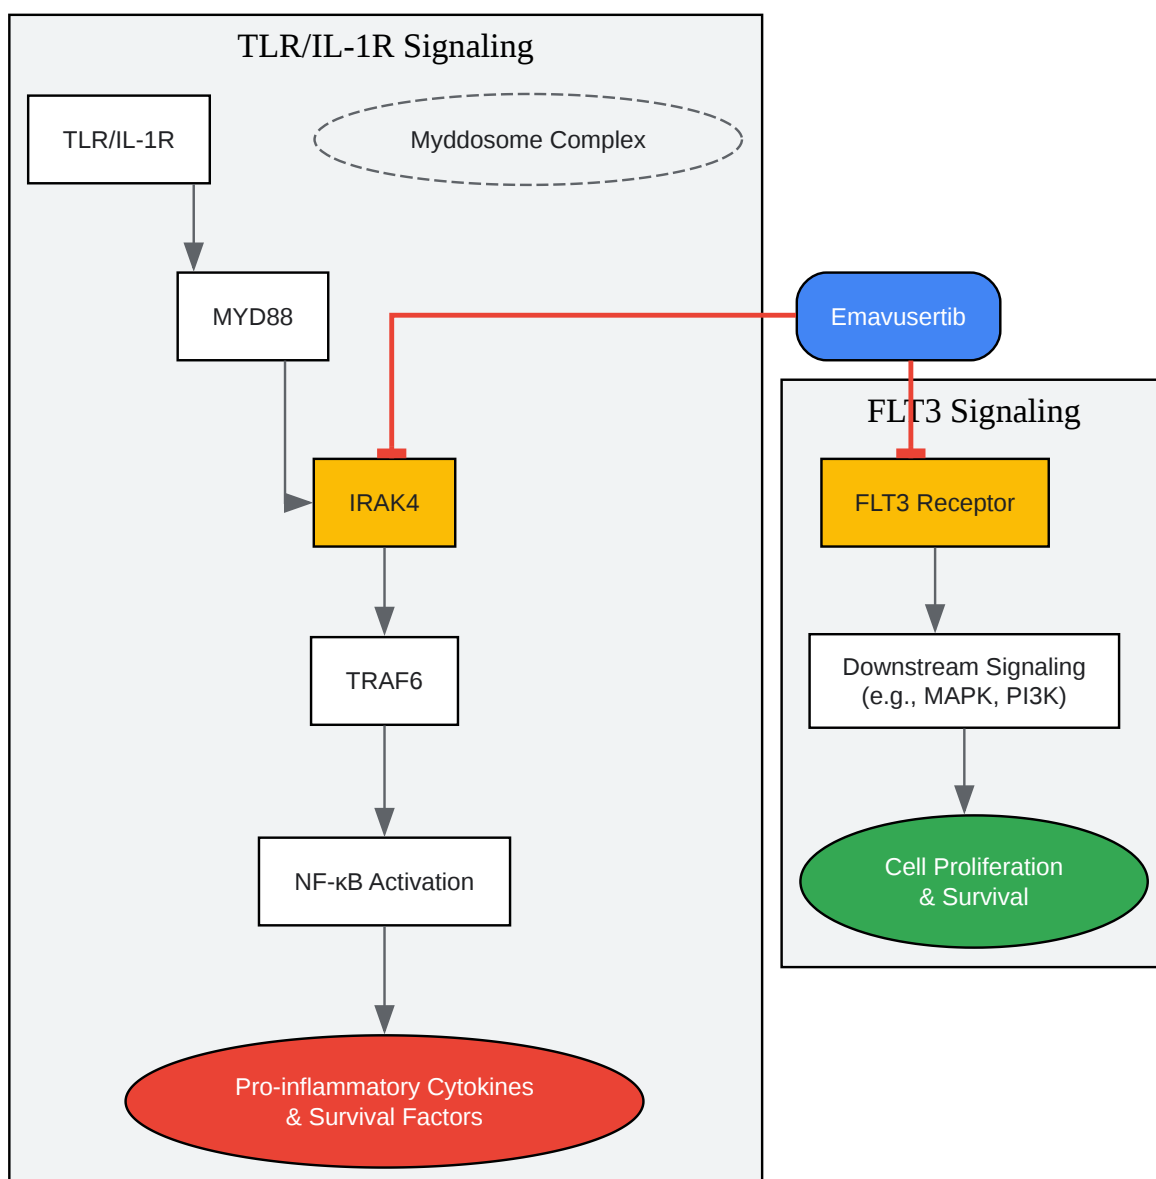 TLR/IL-1R Signaling
TLR/IL-1R
Myddosome Complex
MYD88
Emavusertib
FLT3 Signaling
IRAK4
FLT3 Receptor
TRAF6
Downstream Signaling
(e.g., MAPK, PI3K)
NF-κB Activation
Cell Proliferation
& Survival
Pro-inflammatory Cytokines
& Survival Factors